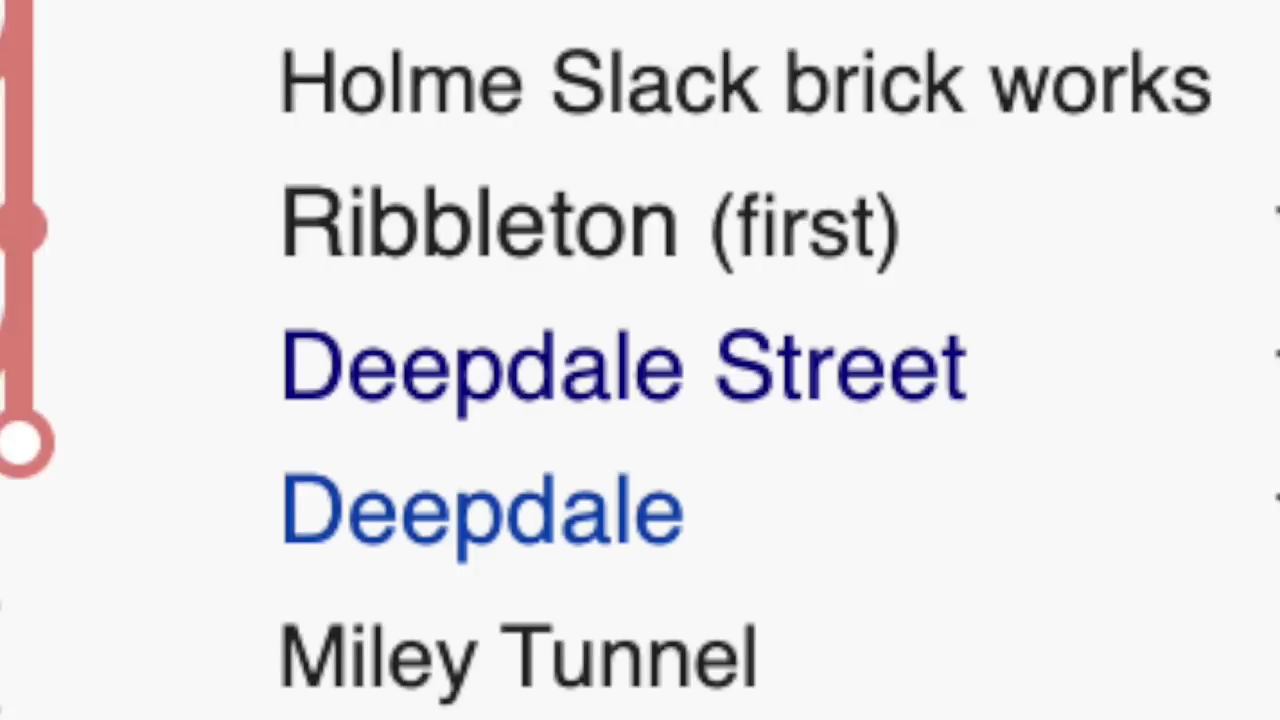 Holme Slack brick works
Ribbleton (first)
Deepdale Street
Deepdale
Miley Tunnel